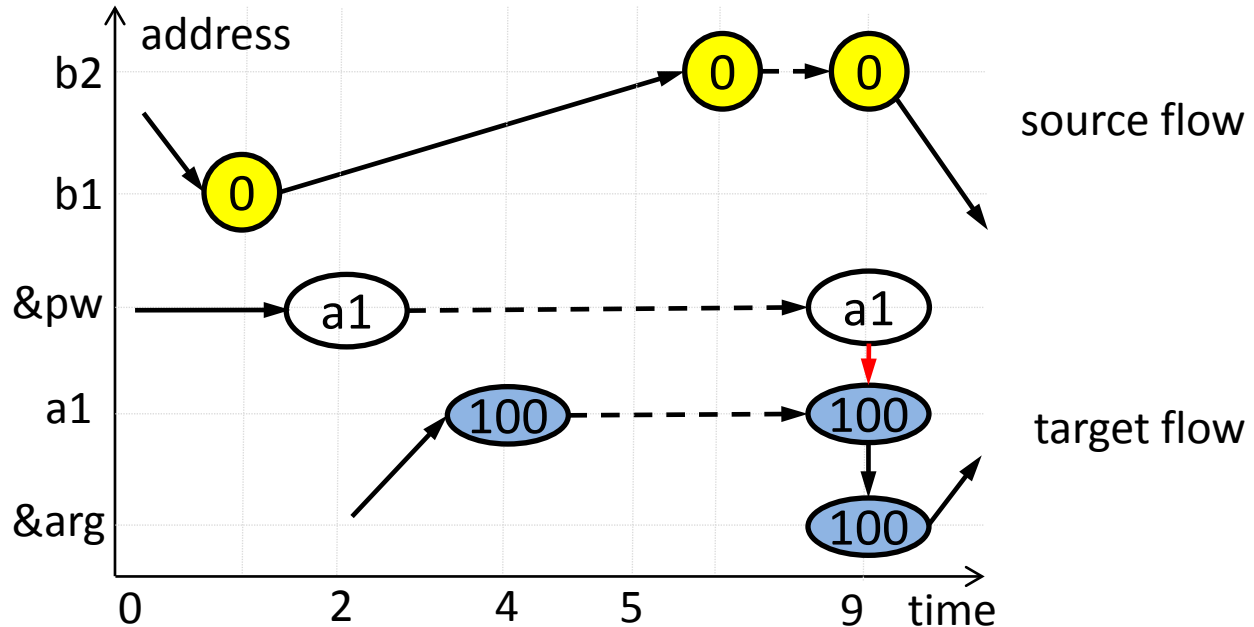 address
b2
0
0
source flow
b1
0
&pw
a1
a1
a1
100
100
target flow
&arg
100
0
2
4
5
9
time